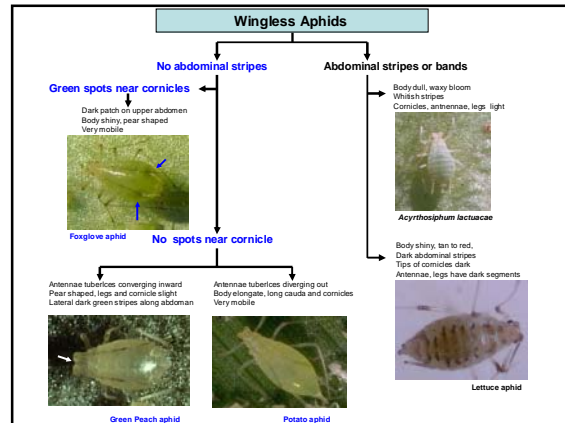 Wingless Aphids
No abdominal stripes
Abdominal stripes or bands
Green spots near cornicles
Dark patch on upper abdomen
Body shiny, pear shaped
Very mobile
Foxglove aphid
Body dull, waxy bloom
Whitish stripes
Cornicles, antnennae, legs light
Acyrthosiphum lactuacae
No spots near cornicle
Antennae tuberlces converging inward
Pear shaped, legs and cornicle slight
Lateral dark green stripes along abdoman
Green Peach aphid
Antennae tuberlces diverging out
Body elongate, long cauda and cornicles
Very mobile
Potato aphid
Body shiny, tan to red,
Dark abdominal stripes
Tips of cornicles dark
Antennae, legs have dark segments
Lettuce aphid